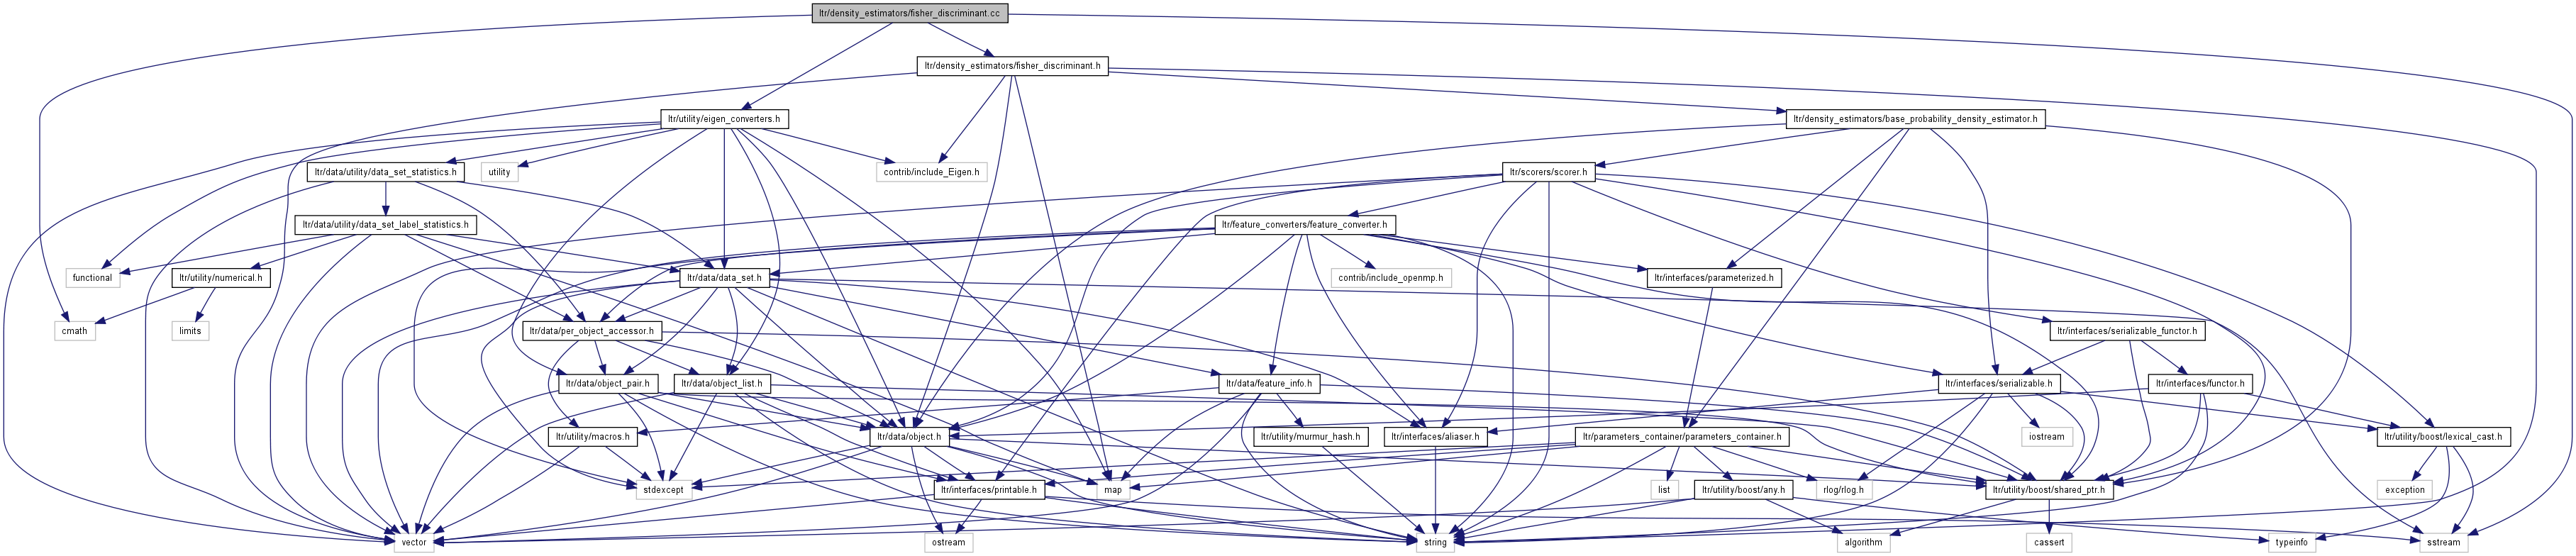 ltr/density_estimators/fisher_discriminant.cc
ltr/density_estimators/fisher_discriminant.h
ltr/utility/eigen_converters.h
ltr/density_estimators/base_probability_density_estimator.h
ltr/data/utility/data_set_statistics.h
utility
contrib/include_Eigen.h
ltr/scorers/scorer.h
ltr/data/utility/data_set_label_statistics.h
ltr/feature_converters/feature_converter.h
functional
ltr/utility/numerical.h
ltr/data/data_set.h
contrib/include_openmp.h
ltr/interfaces/parameterized.h
cmath
limits
ltr/data/per_object_accessor.h
ltr/interfaces/serializable_functor.h
ltr/data/object_pair.h
ltr/data/object_list.h
ltr/data/feature_info.h
ltr/interfaces/serializable.h
ltr/interfaces/functor.h
ltr/utility/macros.h
ltr/data/object.h
ltr/utility/murmur_hash.h
ltr/interfaces/aliaser.h
ltr/parameters_container/parameters_container.h
iostream
ltr/utility/boost/lexical_cast.h
stdexcept
ltr/interfaces/printable.h
map
list
ltr/utility/boost/any.h
rlog/rlog.h
ltr/utility/boost/shared_ptr.h
exception
vector
ostream
string
algorithm
cassert
typeinfo
sstream